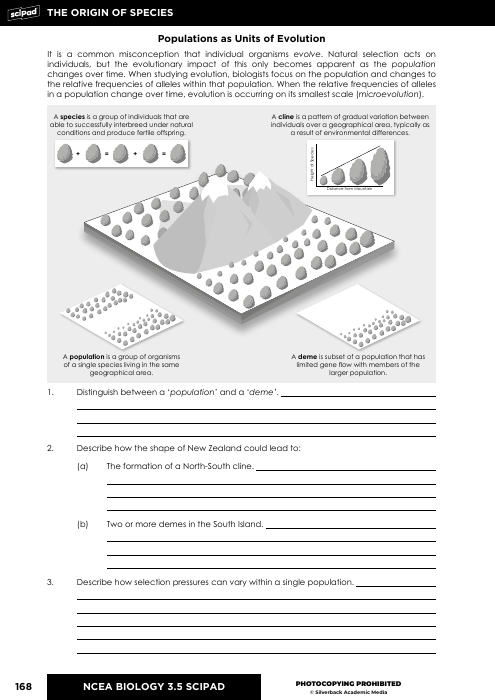 scipad THE ORIGIN OF SPECIES
Populations as Units of Evolution
It is a common misconception that individual organisms evolve. Natural selection acts on
individuals, but the evolutionary impact of this only becomes apparent as the population
changes over time. When studying evolution, biologists focus on the population and changes to
the relative frequencies of alleles within that population. When the relative frequencies of alleles
in a population change over time, evolution is occurring on its smallest scale (microevolution).
A species is a group of individuals that are
able to successfully interbreed under natural
conditions and produce fertile offspring.
+ = + =
A cline is a pattern of gradual variation between
individuals over a geographical area, typically as
a result of environmental differences.
Height of Species
Distance from Mountain
A population is a group of organisms
of a single species living in the same
geographical area.
A deme is subset of a population that has
limited gene flow with members of the
larger population.
1. Distinguish between a 'population' and a 'deme'.
2. Describe how the shape of New Zealand could lead to:
(a) The formation of a North-South cline.
(b) Two or more demes in the South Island.
3. Describe how selection pressures can vary within a single population.
168 NCEA BIOLOGY 3.5 SCIPAD PHOTOCOPYING PROHIBITED
© Silverback Academic Media